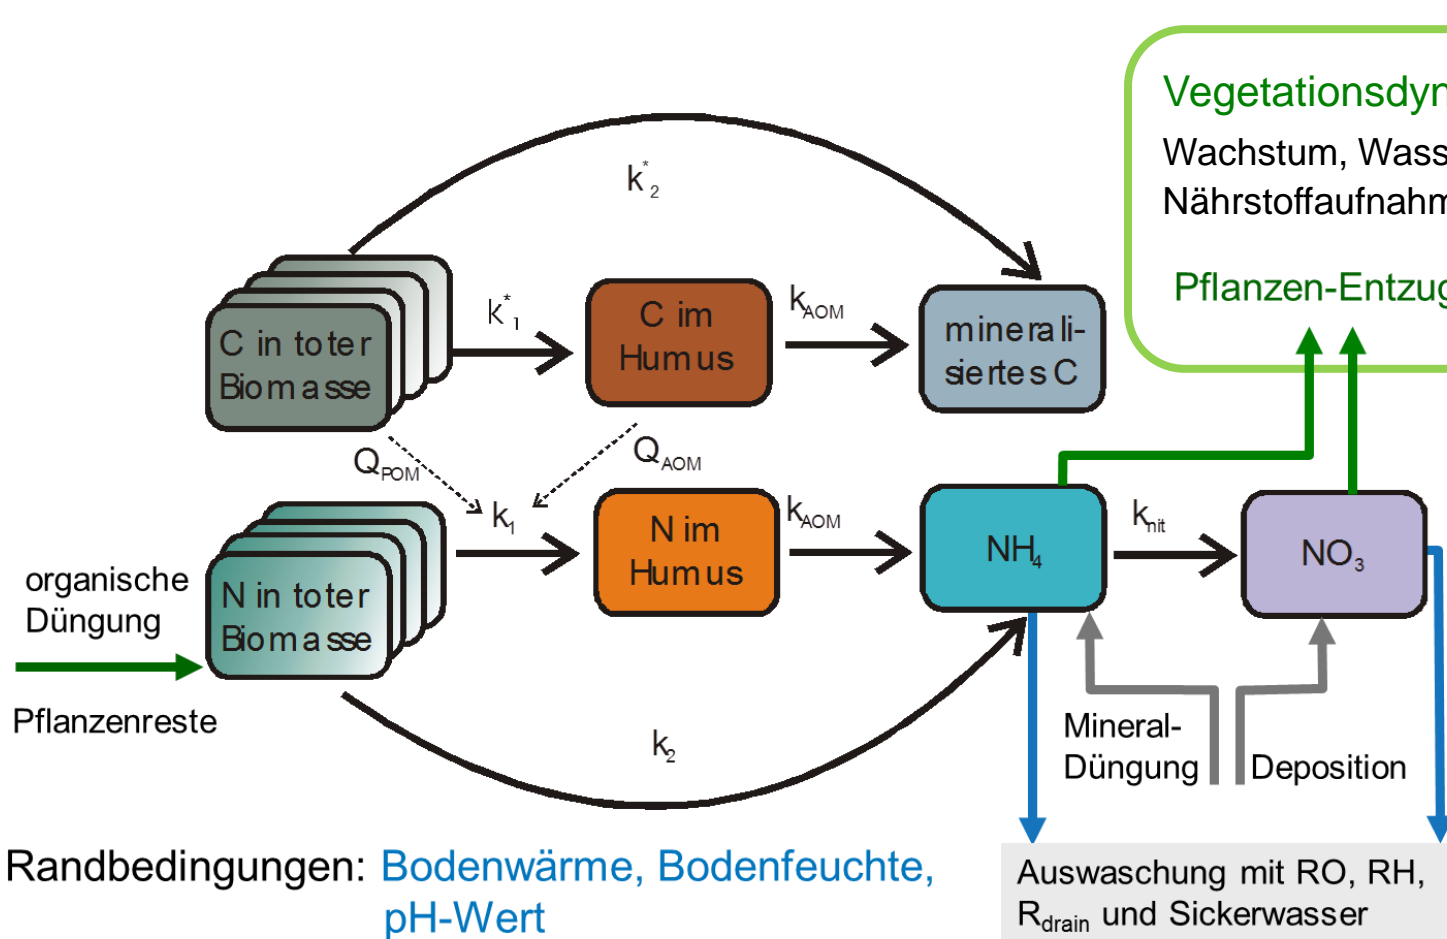 Vegetationsdyn
Wachstum, Wass
Nährstoffaufnahm
Pflanzen-Entzug
k*2
C in toter
Biomasse
k*1
C im
Humus
kAOM
minerali-
siertes C
QPOM
QAOM
organische
Düngung
Pflanzenreste
N in toter
Biomasse
k1
N im
Humus
kAOM
NH4
knit
NO3
k2
Mineral-
Düngung
Deposition
Randbedingungen: Bodenwärme, Bodenfeuchte,
pH-Wert
Auswaschung mit RO, RH,
Rdrain und Sickerwasser